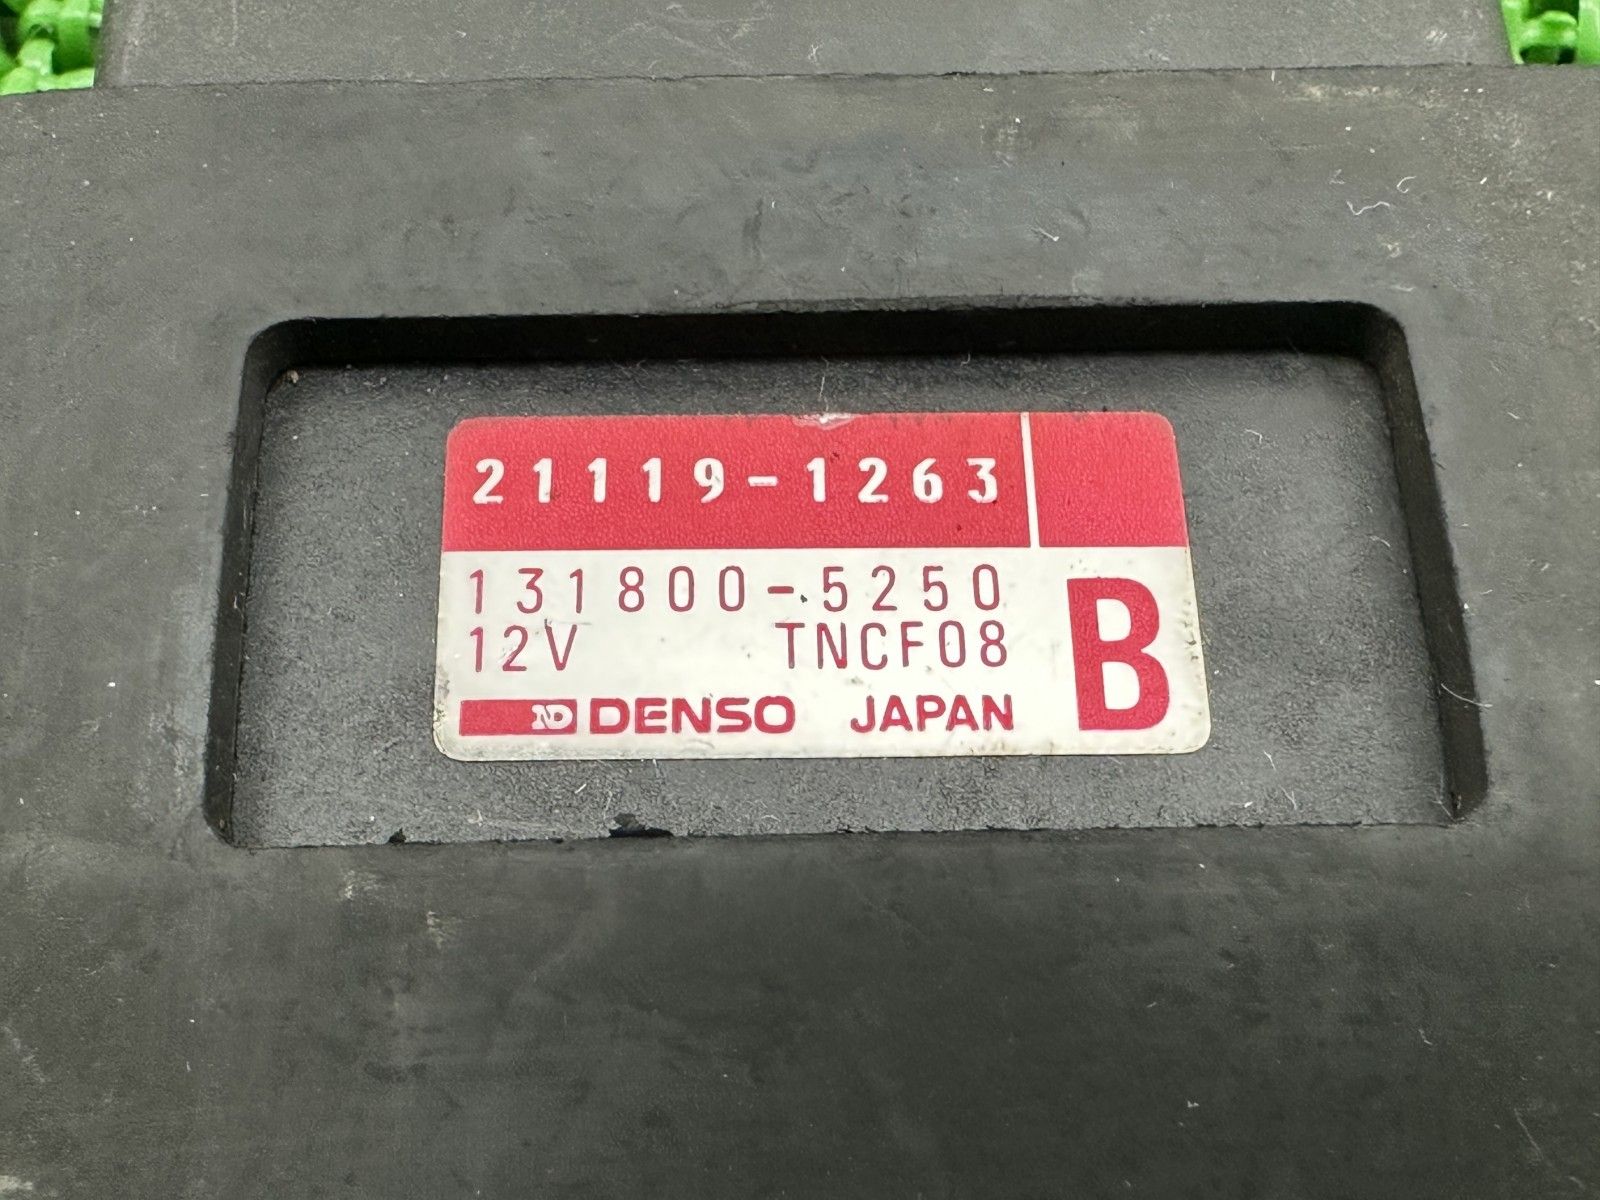 21119-1263
131800-5250
12V TNCF08 B
ND DENSO JAPAN